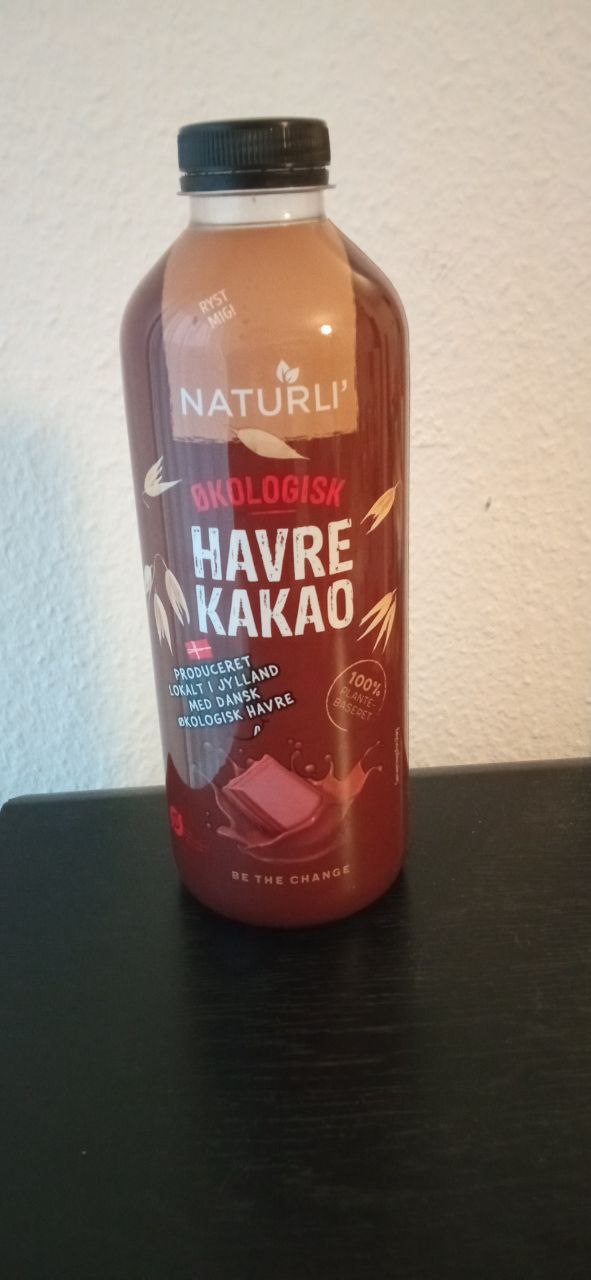 RYST
MIG!
NATURLI'
ØKOLOGISK
HAVRE
KAKAO
PRODUCERET
LOKALT I JYLLAND
MED DANSK
ØKOLOGISK HAVRE
100%
PLANTE-
BASERET
BE THE CHANGE